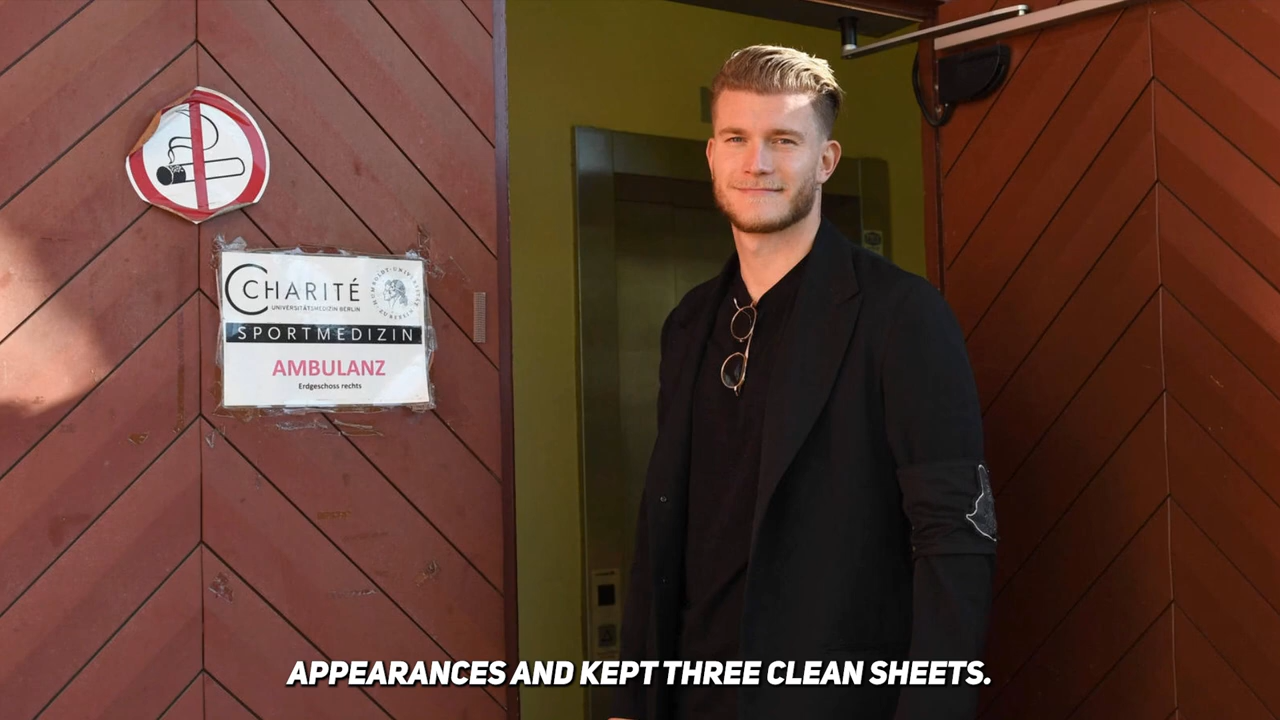 CHARITÉ
UNIVERSITÄTSMEDIZIN BERLIN
SPORTMEDIZIN
AMBULANZ
Erdgeschoss rechts
APPEARANCES AND KEPT THREE CLEAN SHEETS.